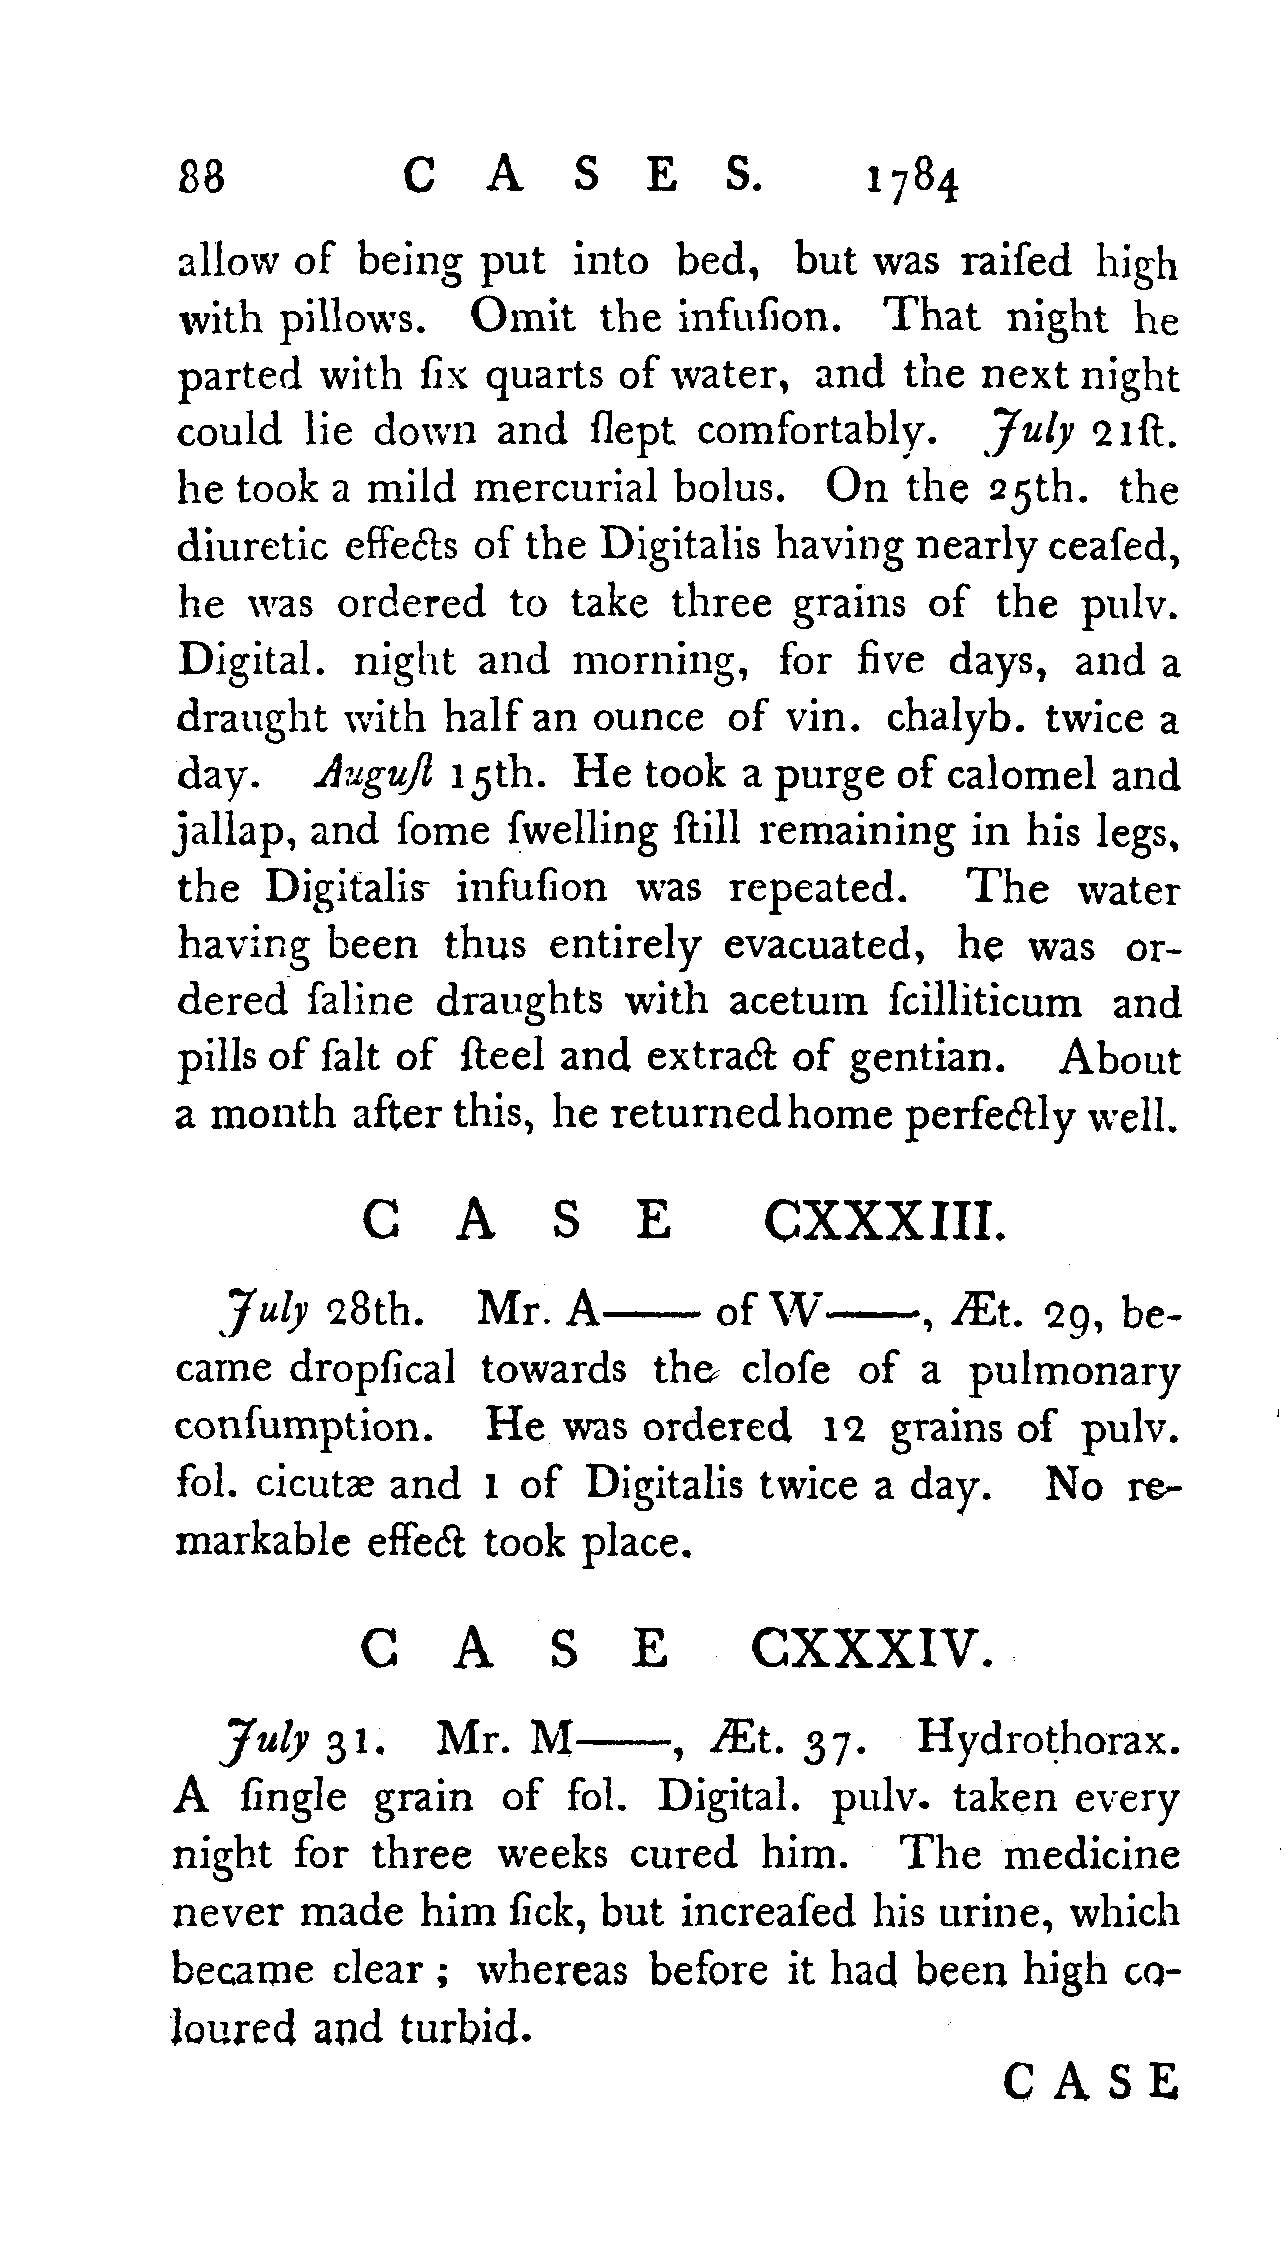 88 C A S E S. 1784
allow of being put into bed, but was raiſed high
with pillows. Omit the infuſion. That night he
parted with ſix quarts of water, and the next night
could lie down and ſlept comfortably. July 21ſt.
he took a mild mercurial bolus. On the 25th. the
diuretic effects of the Digitalis having nearly ceaſed,
he was ordered to take three grains of the pulv.
Digital. night and morning, for five days, and a
draught with half an ounce of vin. chalyb. twice a
day. Auguſt 15th. He took a purge of calomel and
jallap, and ſome ſwelling ſtill remaining in his legs,
the Digitalis infuſion was repeated. The water
having been thus entirely evacuated, he was or-
dered ſaline draughts with acetum ſcilliticum and
pills of ſalt of ſteel and extract of gentian. About
a month after this, he returned home perfectly well.
C A S E CXXXIII.
July 28th. Mr. A—— of W——, Æt. 29, be-
came dropſical towards the cloſe of a pulmonary
conſumption. He was ordered 12 grains of pulv.
fol. cicutæ and 1 of Digitalis twice a day. No re-
markable effect took place.
C A S E CXXXIV.
July 31. Mr. M——, Æt. 37. Hydrothorax.
A ſingle grain of fol. Digital. pulv. taken every
night for three weeks cured him. The medicine
never made him ſick, but increaſed his urine, which
became clear ; whereas before it had been high co-
loured and turbid.
C A S E